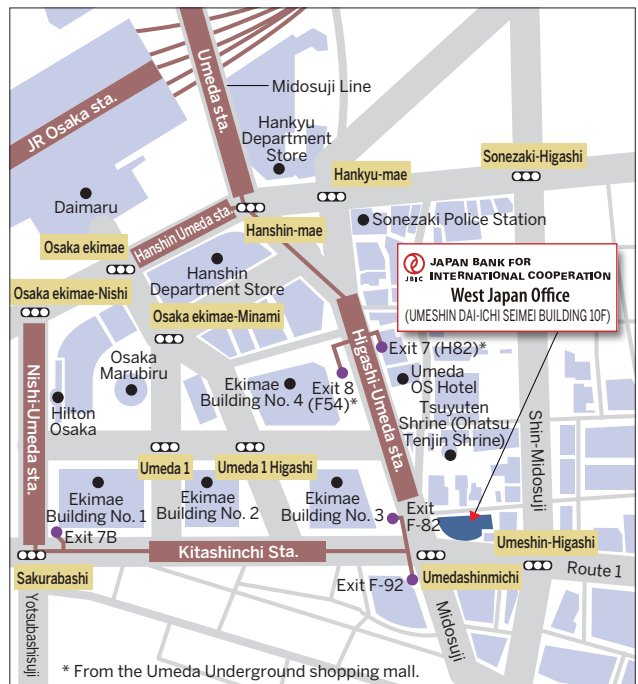 Umeda sta.
Midosuji Line
JR Osaka sta.
Hankyu
Department
Store
Sonezaki-Higashi
Hankyu-mae
Daimaru
Hanshin Umeda sta.
Hanshin-mae
Sonezaki Police Station
Osaka ekimae
Hanshin
Department Store
JBIC
JAPAN BANK FOR
INTERNATIONAL COOPERATION
West Japan Office
(UMESHIN DAI-ICHI SEIMEI BUILDING 10F)
Osaka ekimae-Nishi
Osaka ekimae-Minami
Nishi-Umeda sta.
Osaka
Marubiru
Hilton
Osaka
Ekimae
Building No. 4
Exit 8
(F54)*
Higashi-Umeda sta.
Exit 7 (H82)*
Umeda
OS Hotel
Tsuyuten
Shrine (Ohatsu
Tenjin Shrine)
Shin-Midosuji
Umeda 1
Umeda 1 Higashi
Ekimae
Building No. 1
Ekimae
Building No. 2
Ekimae
Building No. 3
Exit
F-82
Exit 7B
Kitashinchi Sta.
Umeshin-Higashi
Sakurabashi
Umedashinmichi
Route 1
Exit F-92
Yotsubashisuji
Midosuji
* From the Umeda Underground shopping mall.